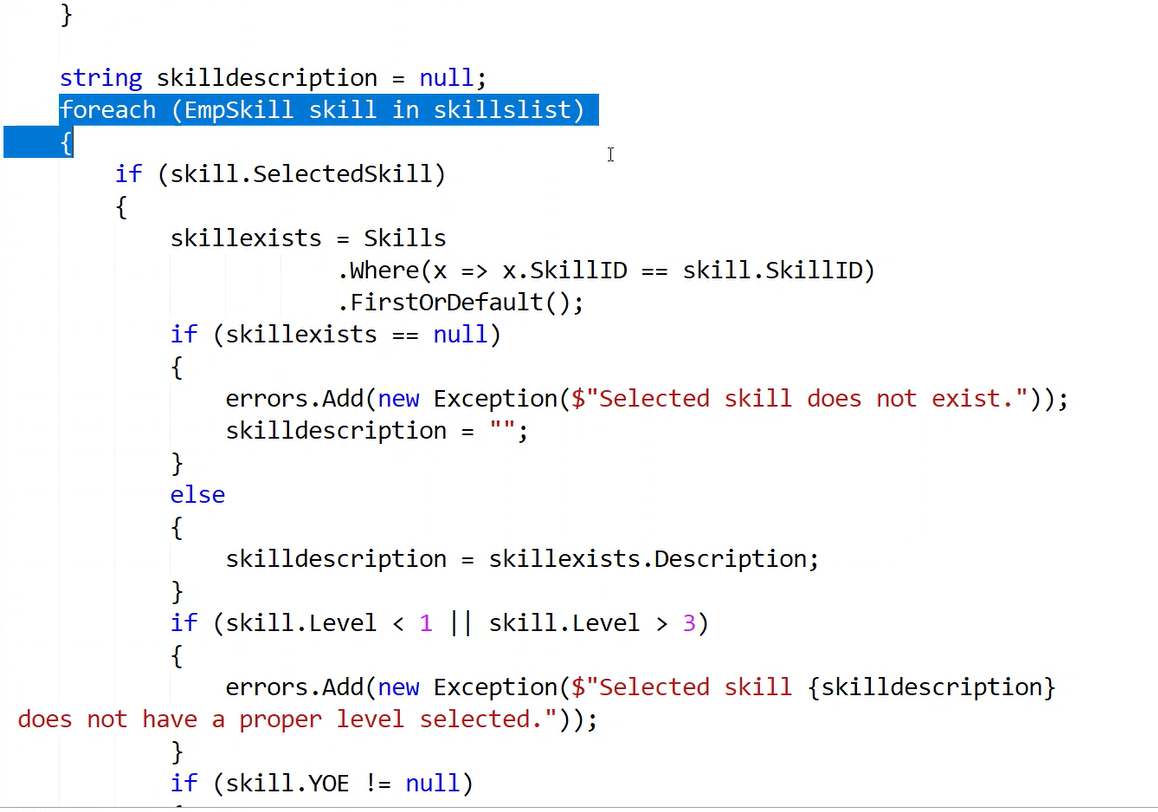 }
string skilldescription = null;
foreach (EmpSkill skill in skillslist)
{
if (skill.SelectedSkill)
{
skillexists = Skills
.Where(x => x.SkillID == skill.SkillID)
.FirstOrDefault();
if (skillexists == null)
{
errors.Add(new Exception($"Selected skill does not exist."));
skilldescription = "";
}
else
{
skilldescription = skillexists.Description;
}
if (skill.Level < 1 || skill.Level > 3)
{
errors.Add(new Exception($"Selected skill {skilldescription}
does not have a proper level selected."));
}
if (skill.YOE != null)